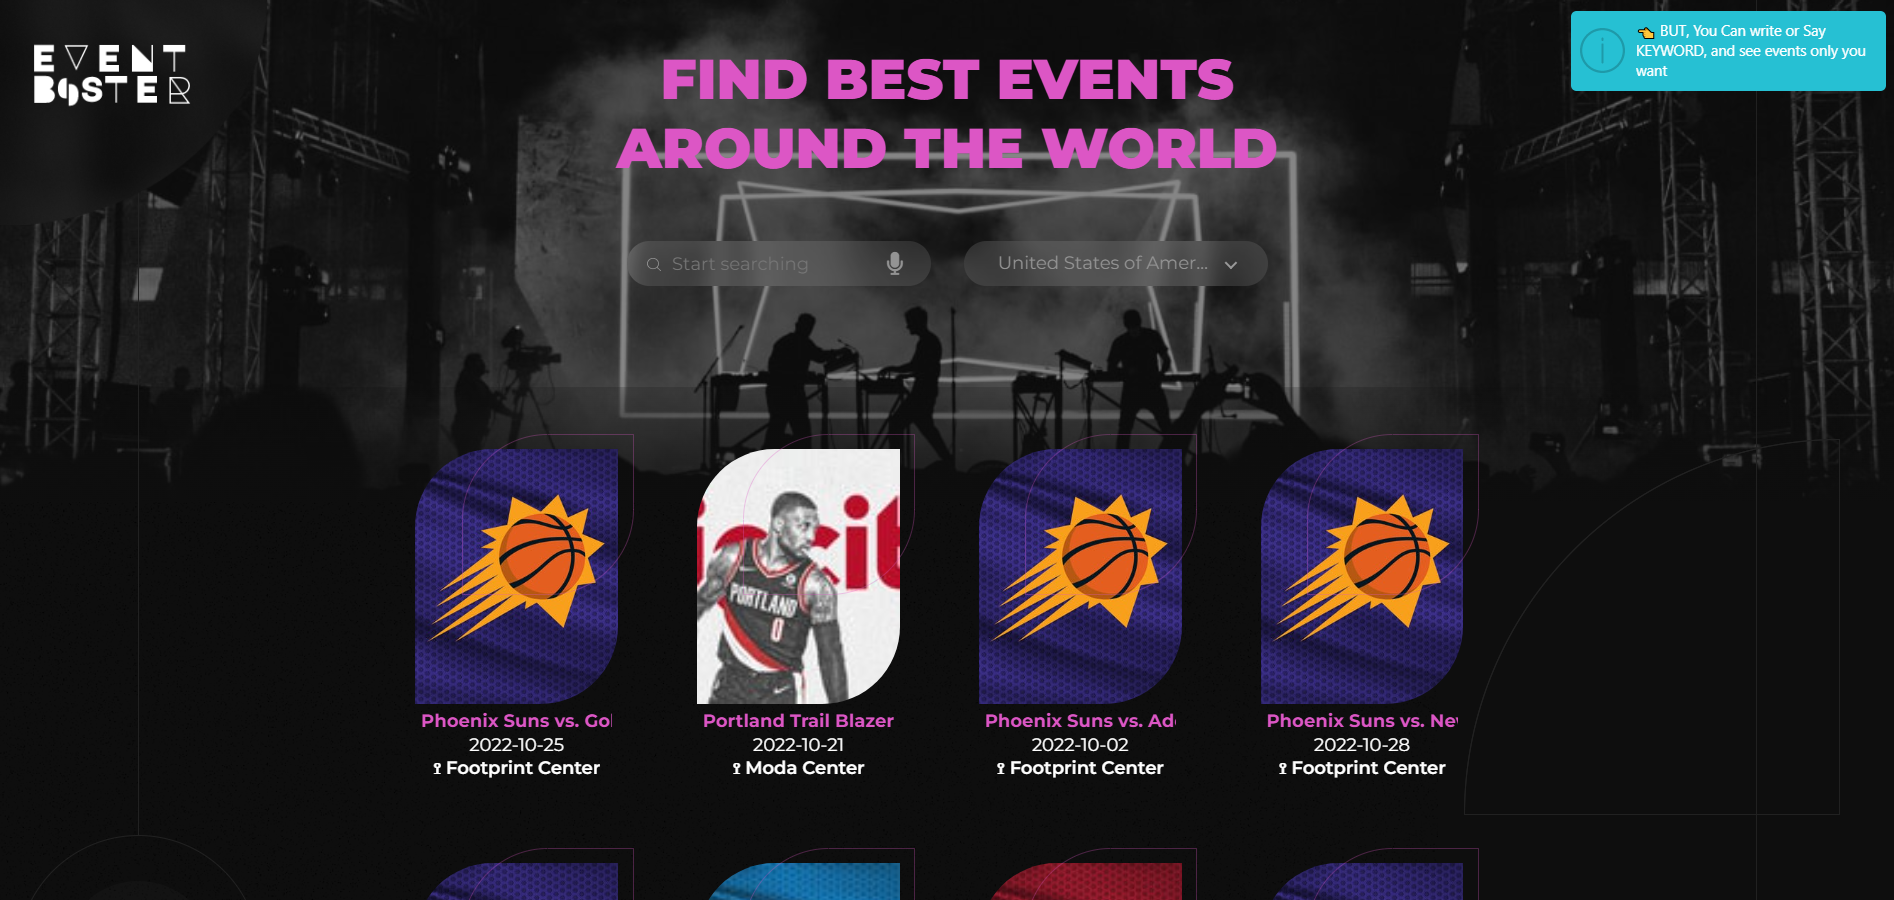 EVENT
BOOSTER
FIND BEST EVENTS
AROUND THE WORLD
👈 BUT, You Can write or Say
KEYWORD, and see events only you
want
Start searching
United States of Amer...
PORTLAND
0
Phoenix Suns vs. Gol
2022-10-25
Footprint Center
Portland Trail Blazer
2022-10-21
Moda Center
Phoenix Suns vs. Ad
2022-10-02
Footprint Center
Phoenix Suns vs. Ne
2022-10-28
Footprint Center